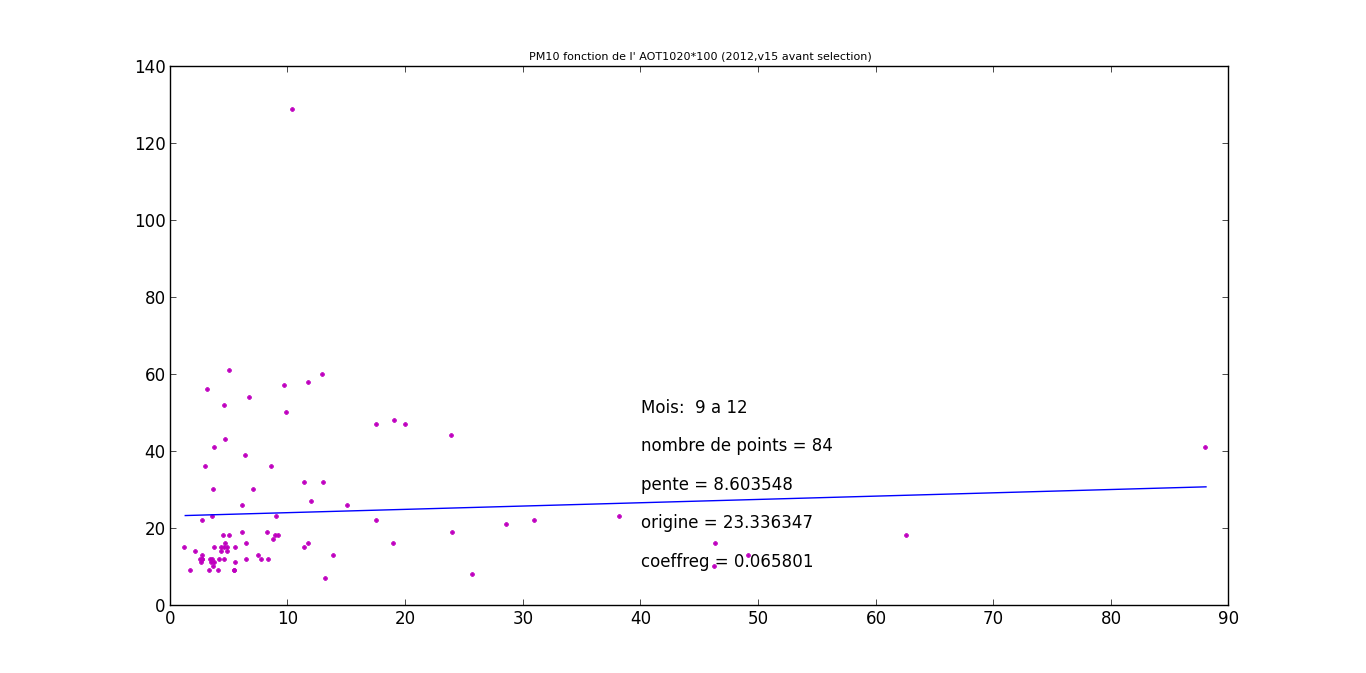 PM10 fonction de l' AOT1020*100 (2012,v15 avant selection)
140
120
100
80
60
40
20
0
Mois:  9 a 12
nombre de points = 84
pente = 8.603548
origine = 23.336347
coeffreg = 0.065801
0 10 20 30 40 50 60 70 80 90